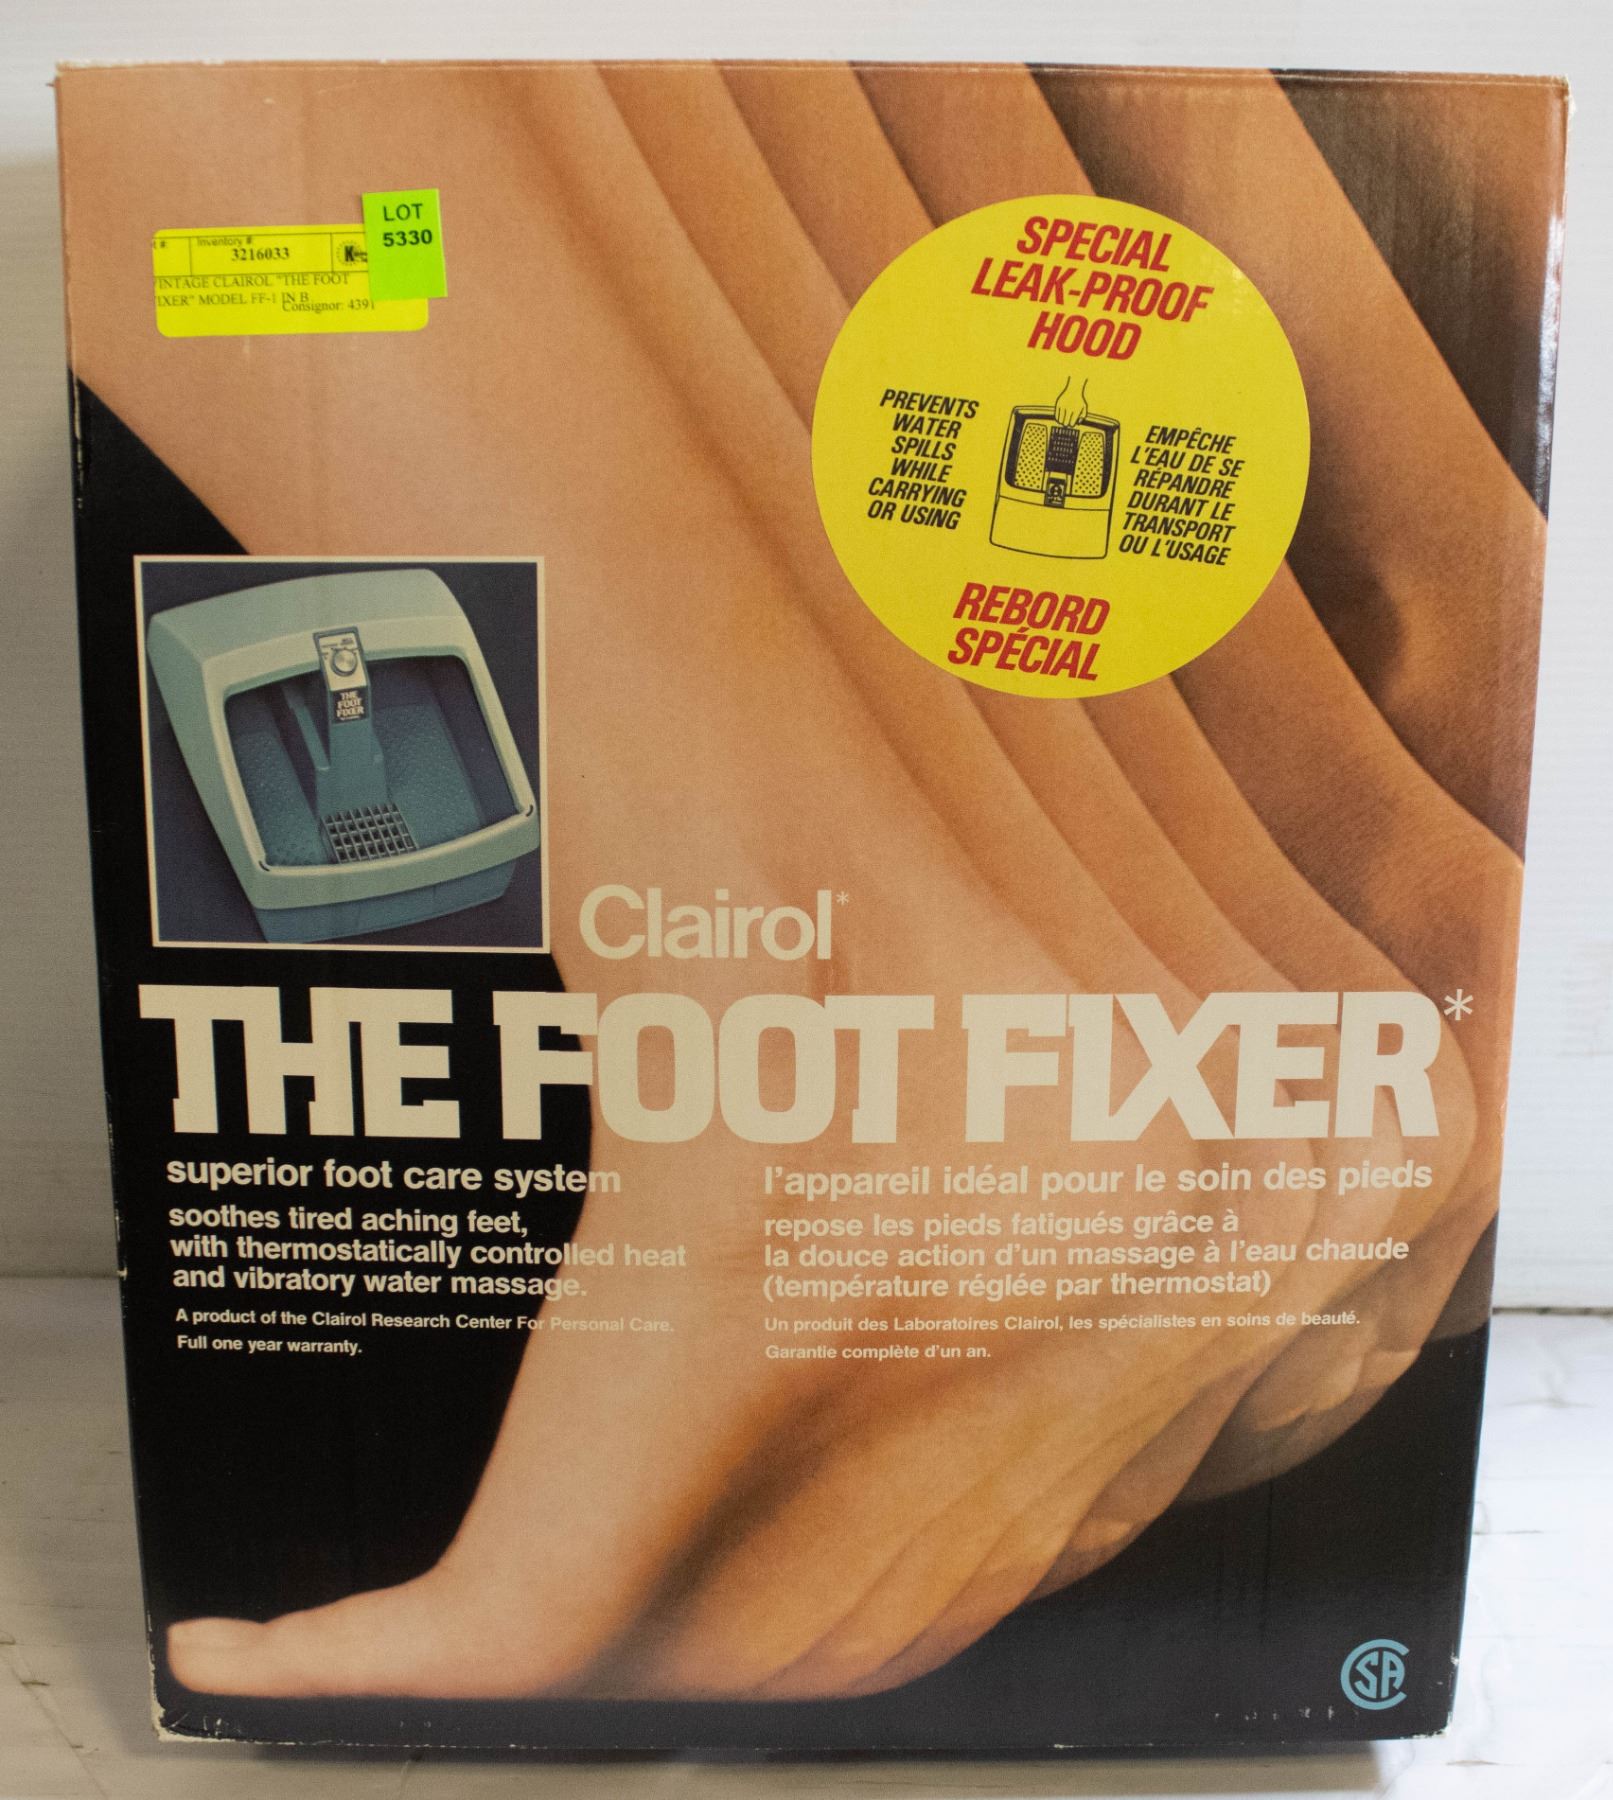 LOT
5330
Inventory #
3216033
INTAGE CLAIROL "THE FOOT
IXER" MODEL FF-1 IN B
Consignor: 4391
SPECIAL
LEAK-PROOF
HOOD
PREVENTS
WATER
SPILLS
WHILE
CARRYING
OR USING
EMPÊCHE
L'EAU DE SE
RÉPANDRE
DURANT LE
TRANSPORT
OU L'USAGE
REBORD
SPÉCIAL
THE
FOOT
FIXER
Clairol*
THE FOOT FIXER*
superior foot care system
soothes tired aching feet,
with thermostatically controlled heat
and vibratory water massage.
A product of the Clairol Research Center For Personal Care.
Full one year warranty.
l'appareil idéal pour le soin des pieds
repose les pieds fatigués grâce à
la douce action d'un massage à l'eau chaude
(température réglée par thermostat)
Un produit des Laboratoires Clairol, les spécialistes en soins de beauté.
Garantie complète d'un an.
CSA